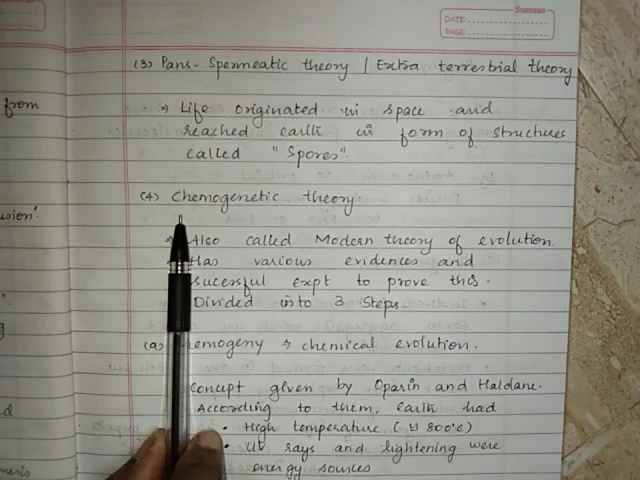 Success
DATE:
PAGE:
(3) Pans-Spermeatic theory / Extra terrestrial theory
from
→ Life originated in space and
reached earth in form of structures
called "Spores".
(4) Chemogenetic theory.
usion'.
Also called Modern theory of evolution.
Has various evidences and
sucessful expt to prove this.
Divided into 3 Steps.
(a) Chemogeny → chemical evolution.
Concept given by Oparin and Haldane.
According to them, Earth had
• High temperature ( 800°c)
• UV rays and lightening were
energy sources
nesis